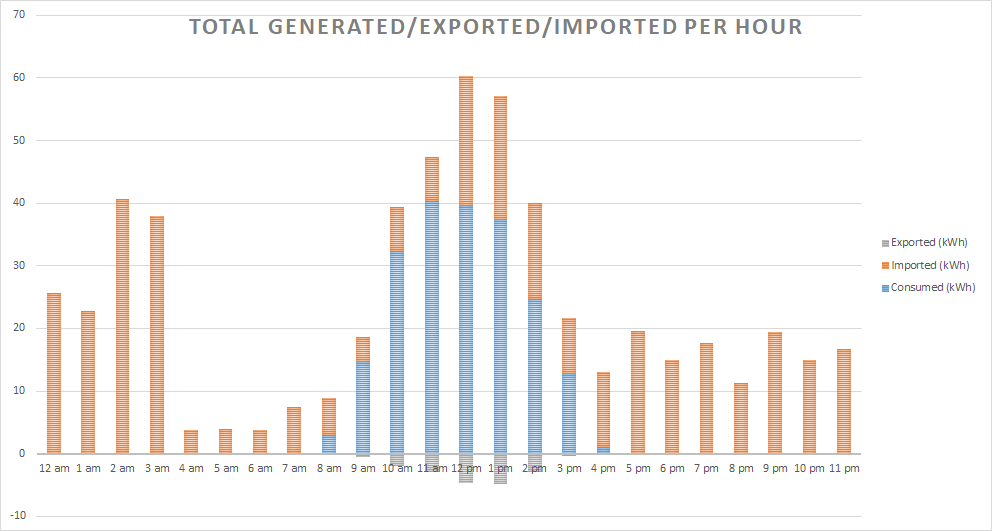 TOTAL GENERATED/EXPORTED/IMPORTED PER HOUR
70
60
50
40
30
20
10
0
-10
12 am 1 am 2 am 3 am 4 am 5 am 6 am 7 am 8 am 9 am 10 am 11 am 12 pm 1 pm 2 pm 3 pm 4 pm 5 pm 6 pm 7 pm 8 pm 9 pm 10 pm 11 pm
Exported (kWh)
Imported (kWh)
Consumed (kWh)